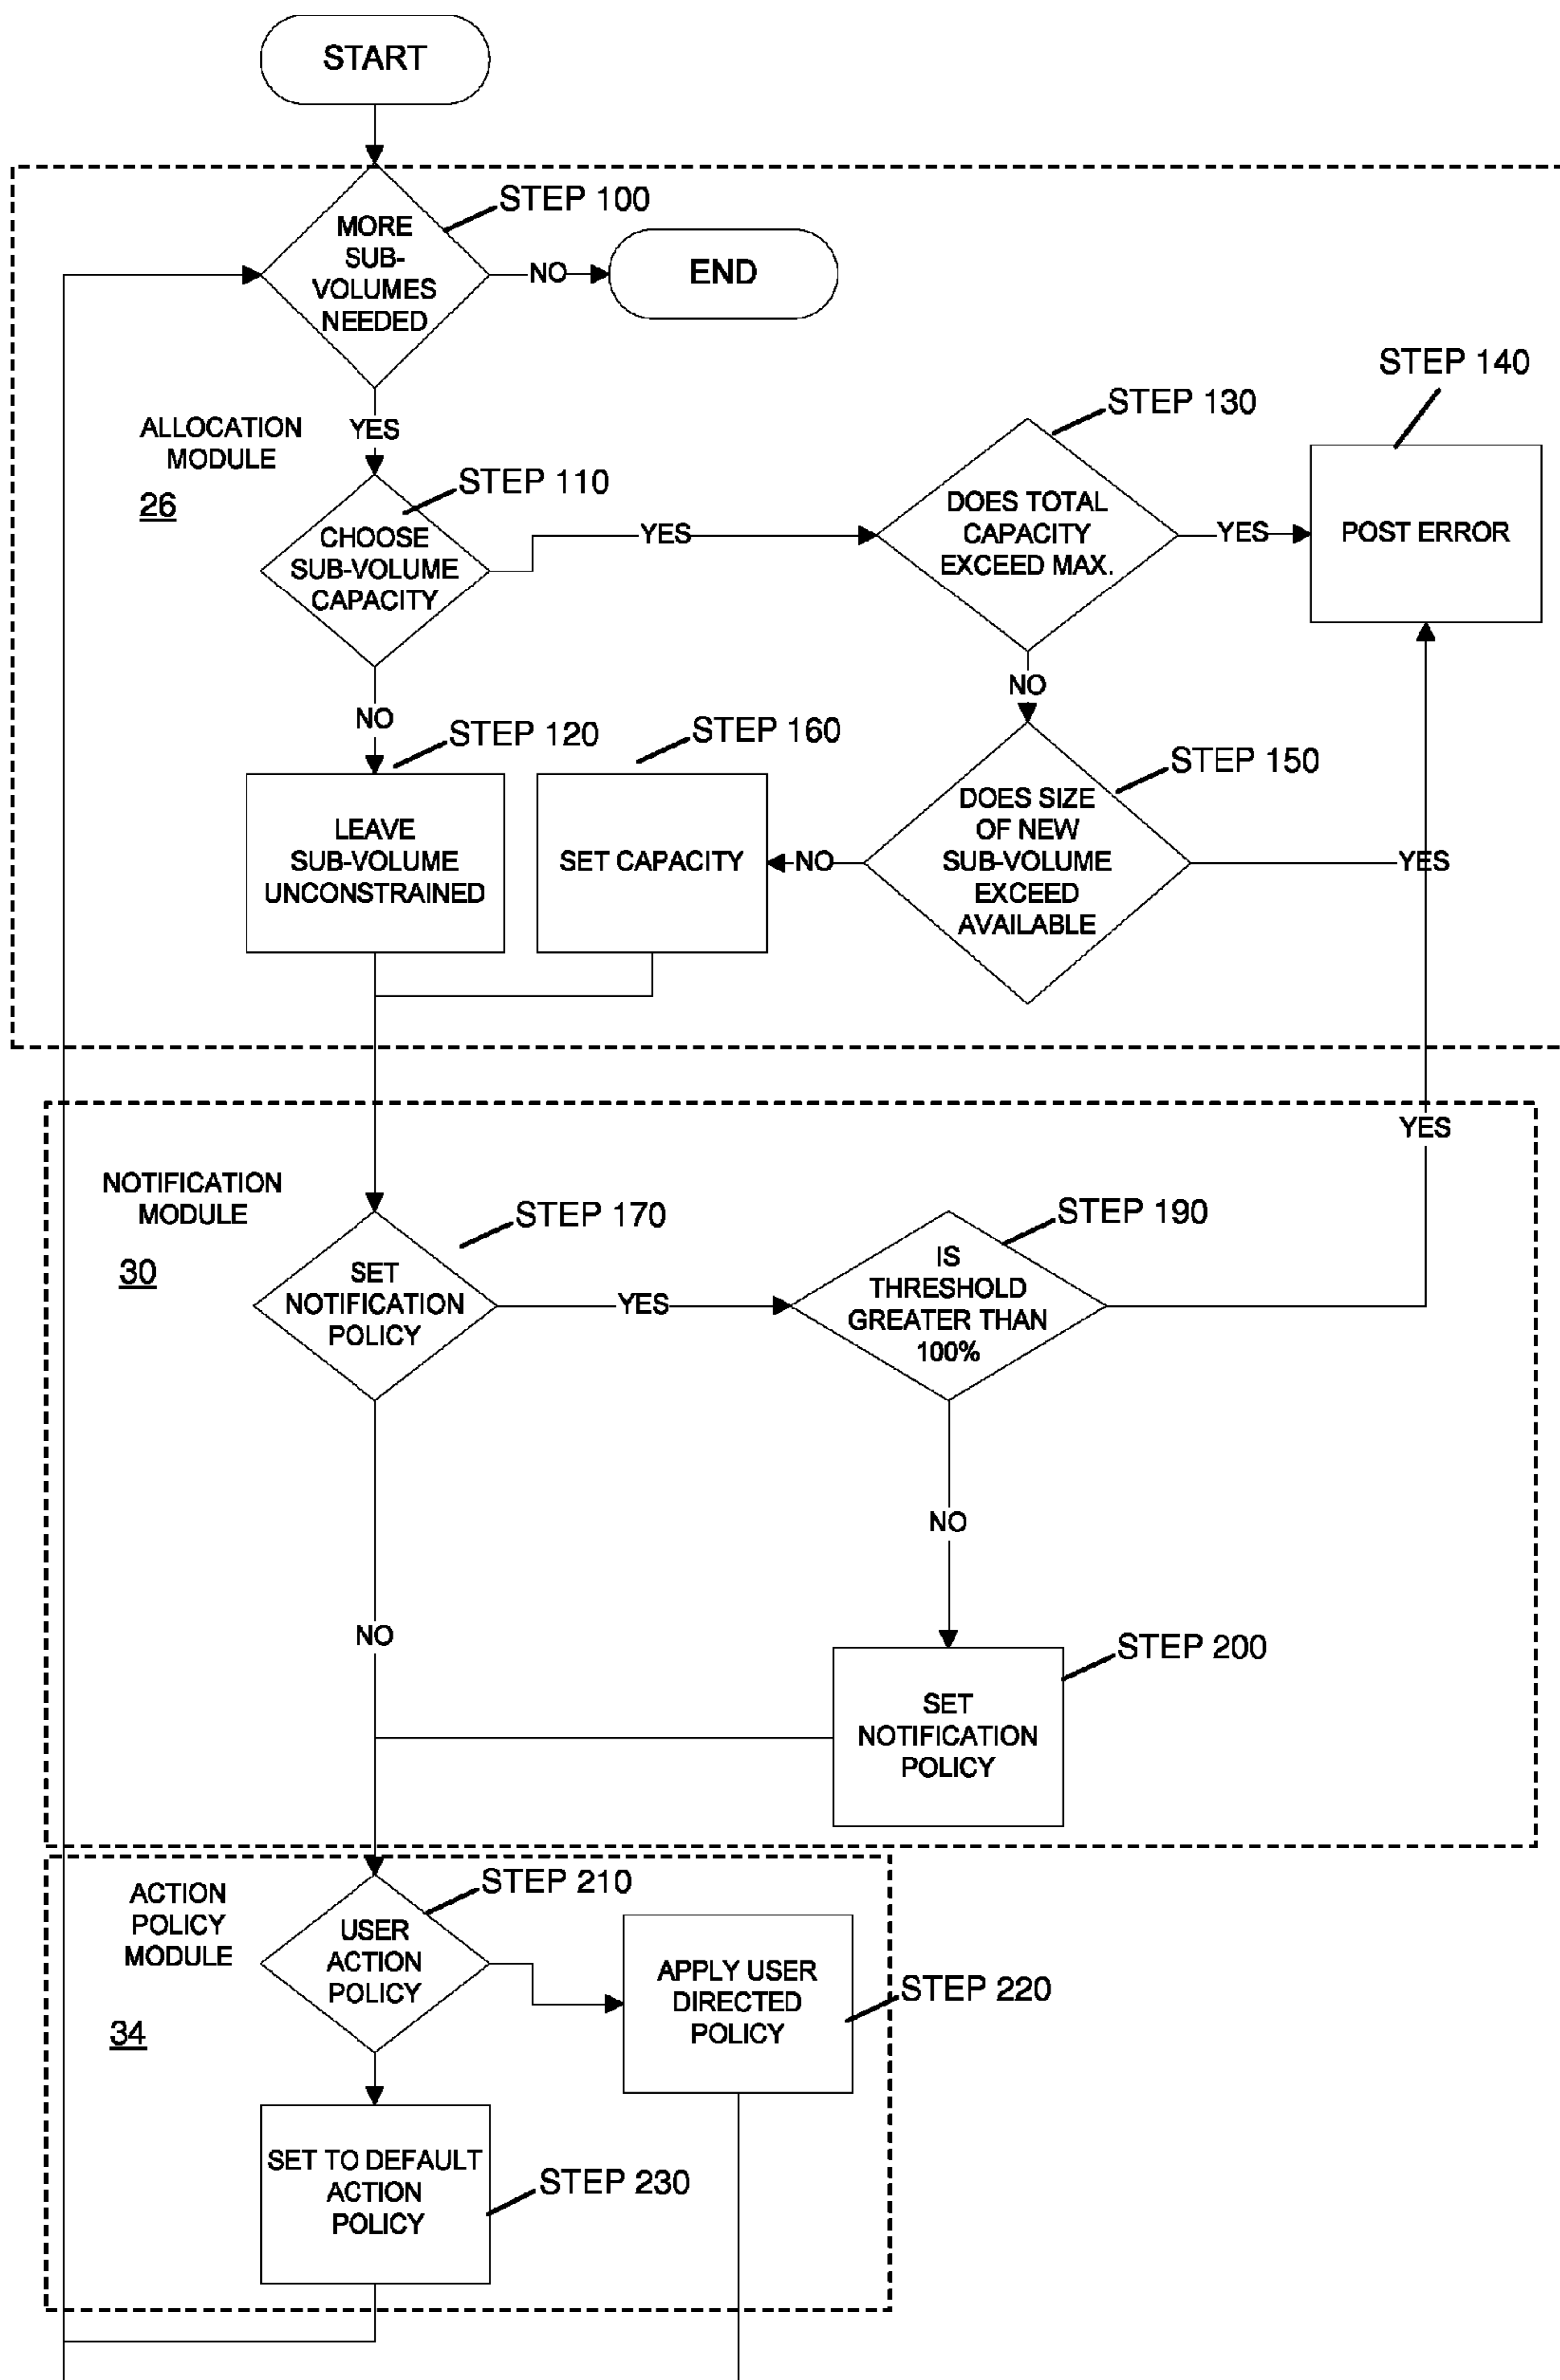 START
STEP 100
MORE
SUB-
VOLUMES
NEEDED
NO
END
STEP 140
STEP 130
ALLOCATION
MODULE
26
YES
STEP 110
CHOOSE
SUB-VOLUME
CAPACITY
YES
DOES TOTAL
CAPACITY
EXCEED MAX.
YES
POST ERROR
NO
NO
STEP 120
STEP 160
STEP 150
LEAVE
SUB-VOLUME
UNCONSTRAINED
SET CAPACITY
NO
DOES SIZE
OF NEW
SUB-VOLUME
EXCEED
AVAILABLE
YES
YES
NOTIFICATION
MODULE
30
STEP 170
SET
NOTIFICATION
POLICY
YES
STEP 190
IS
THRESHOLD
GREATER THAN
100%
NO
NO
STEP 200
SET
NOTIFICATION
POLICY
ACTION
POLICY
MODULE
34
STEP 210
USER
ACTION
POLICY
APPLY USER
DIRECTED
POLICY
STEP 220
SET TO DEFAULT
ACTION
POLICY
STEP 230